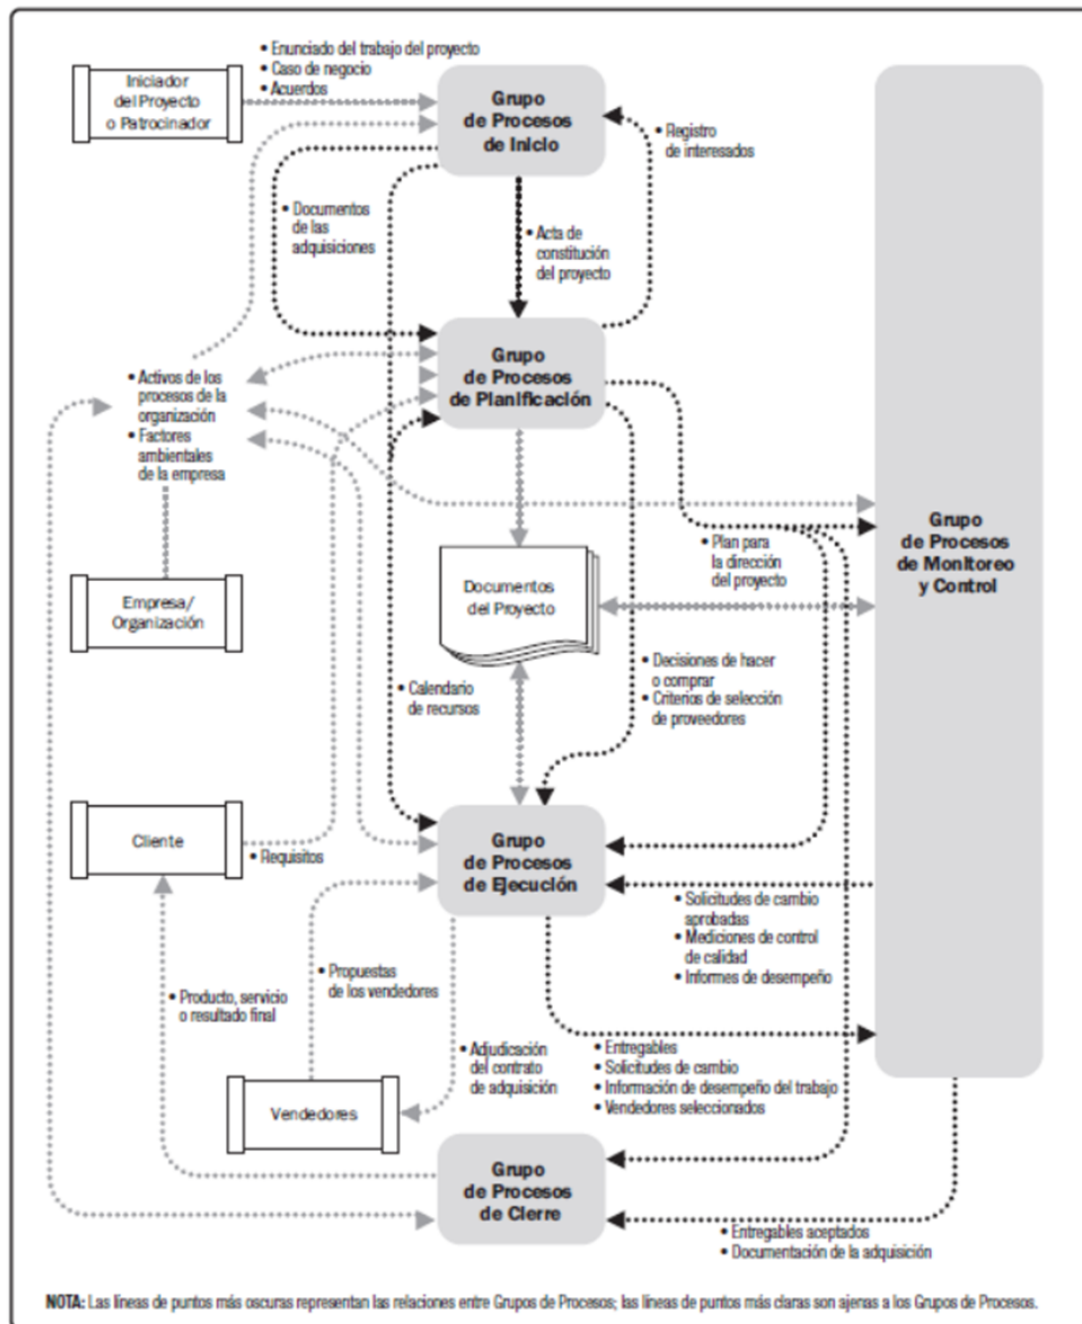 • Enunciado del trabajo del proyecto
• Caso de negocio
• Acuerdos
Iniciador
del Proyecto
o Patrocinador
Grupo
de Procesos
de Inicio
• Registro
de interesados
• Documentos
de las
adquisiciones
• Acta de
constitución
del proyecto
Grupo
de Procesos
de Planificación
• Activos de los
procesos de la
organización
• Factores
ambientales
de la empresa
Grupo
de Procesos
de Monitoreo
y Control
• Plan para
la dirección
del proyecto
Documentos
del Proyecto
Empresa/
Organización
• Decisiones de hacer
o comprar
• Criterios de selección
de proveedores
• Calendario
de recursos
Cliente
• Requisitos
Grupo
de Procesos
de Ejecución
• Solicitudes de cambio
aprobadas
• Mediciones de control
de calidad
• Informes de desempeño
• Propuestas
de los vendedores
• Producto, servicio
o resultado final
• Adjudicación
del contrato
de adquisición
• Entregables
• Solicitudes de cambio
• Información de desempeño del trabajo
• Vendedores seleccionados
Vendedores
Grupo
de Procesos
de Cierre
• Entregables aceptados
• Documentación de la adquisición
NOTA: Las líneas de puntos más oscuras representan las relaciones entre Grupos de Procesos; las líneas de puntos más claras son ajenas a los Grupos de Procesos.